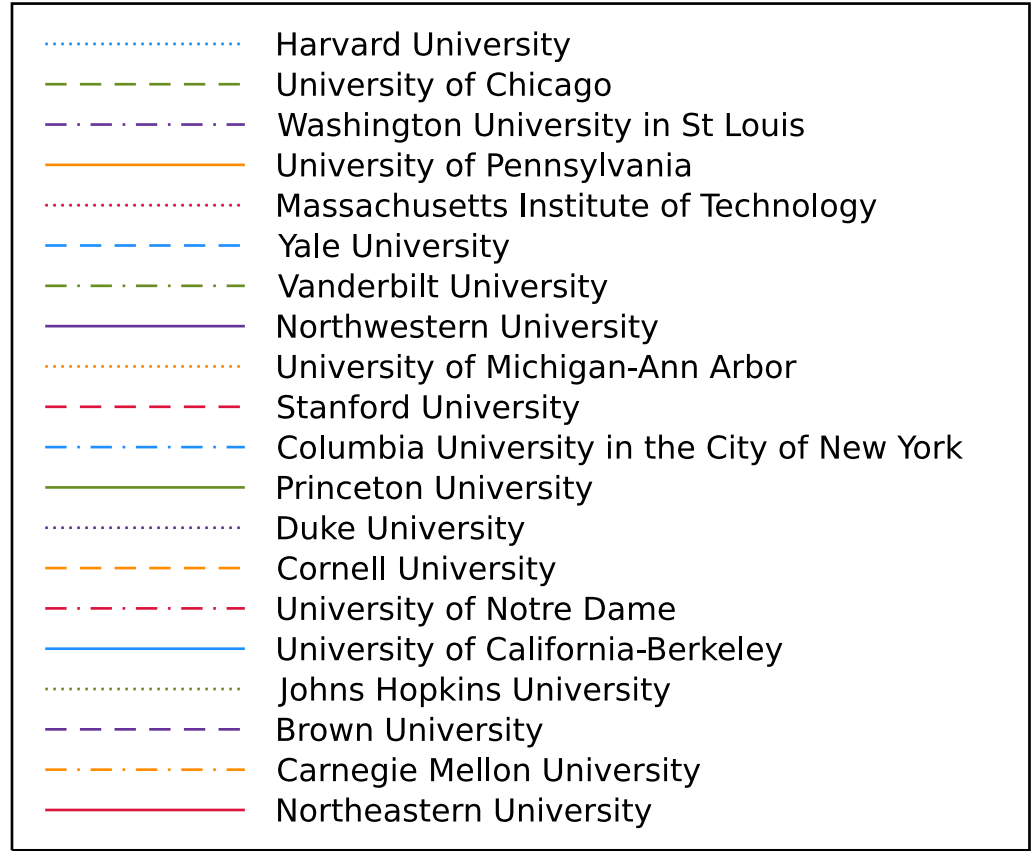 Harvard University
University of Chicago
Washington University in St Louis
University of Pennsylvania
Massachusetts Institute of Technology
Yale University
Vanderbilt University
Northwestern University
University of Michigan-Ann Arbor
Stanford University
Columbia University in the City of New York
Princeton University
Duke University
Cornell University
University of Notre Dame
University of California-Berkeley
Johns Hopkins University
Brown University
Carnegie Mellon University
Northeastern University